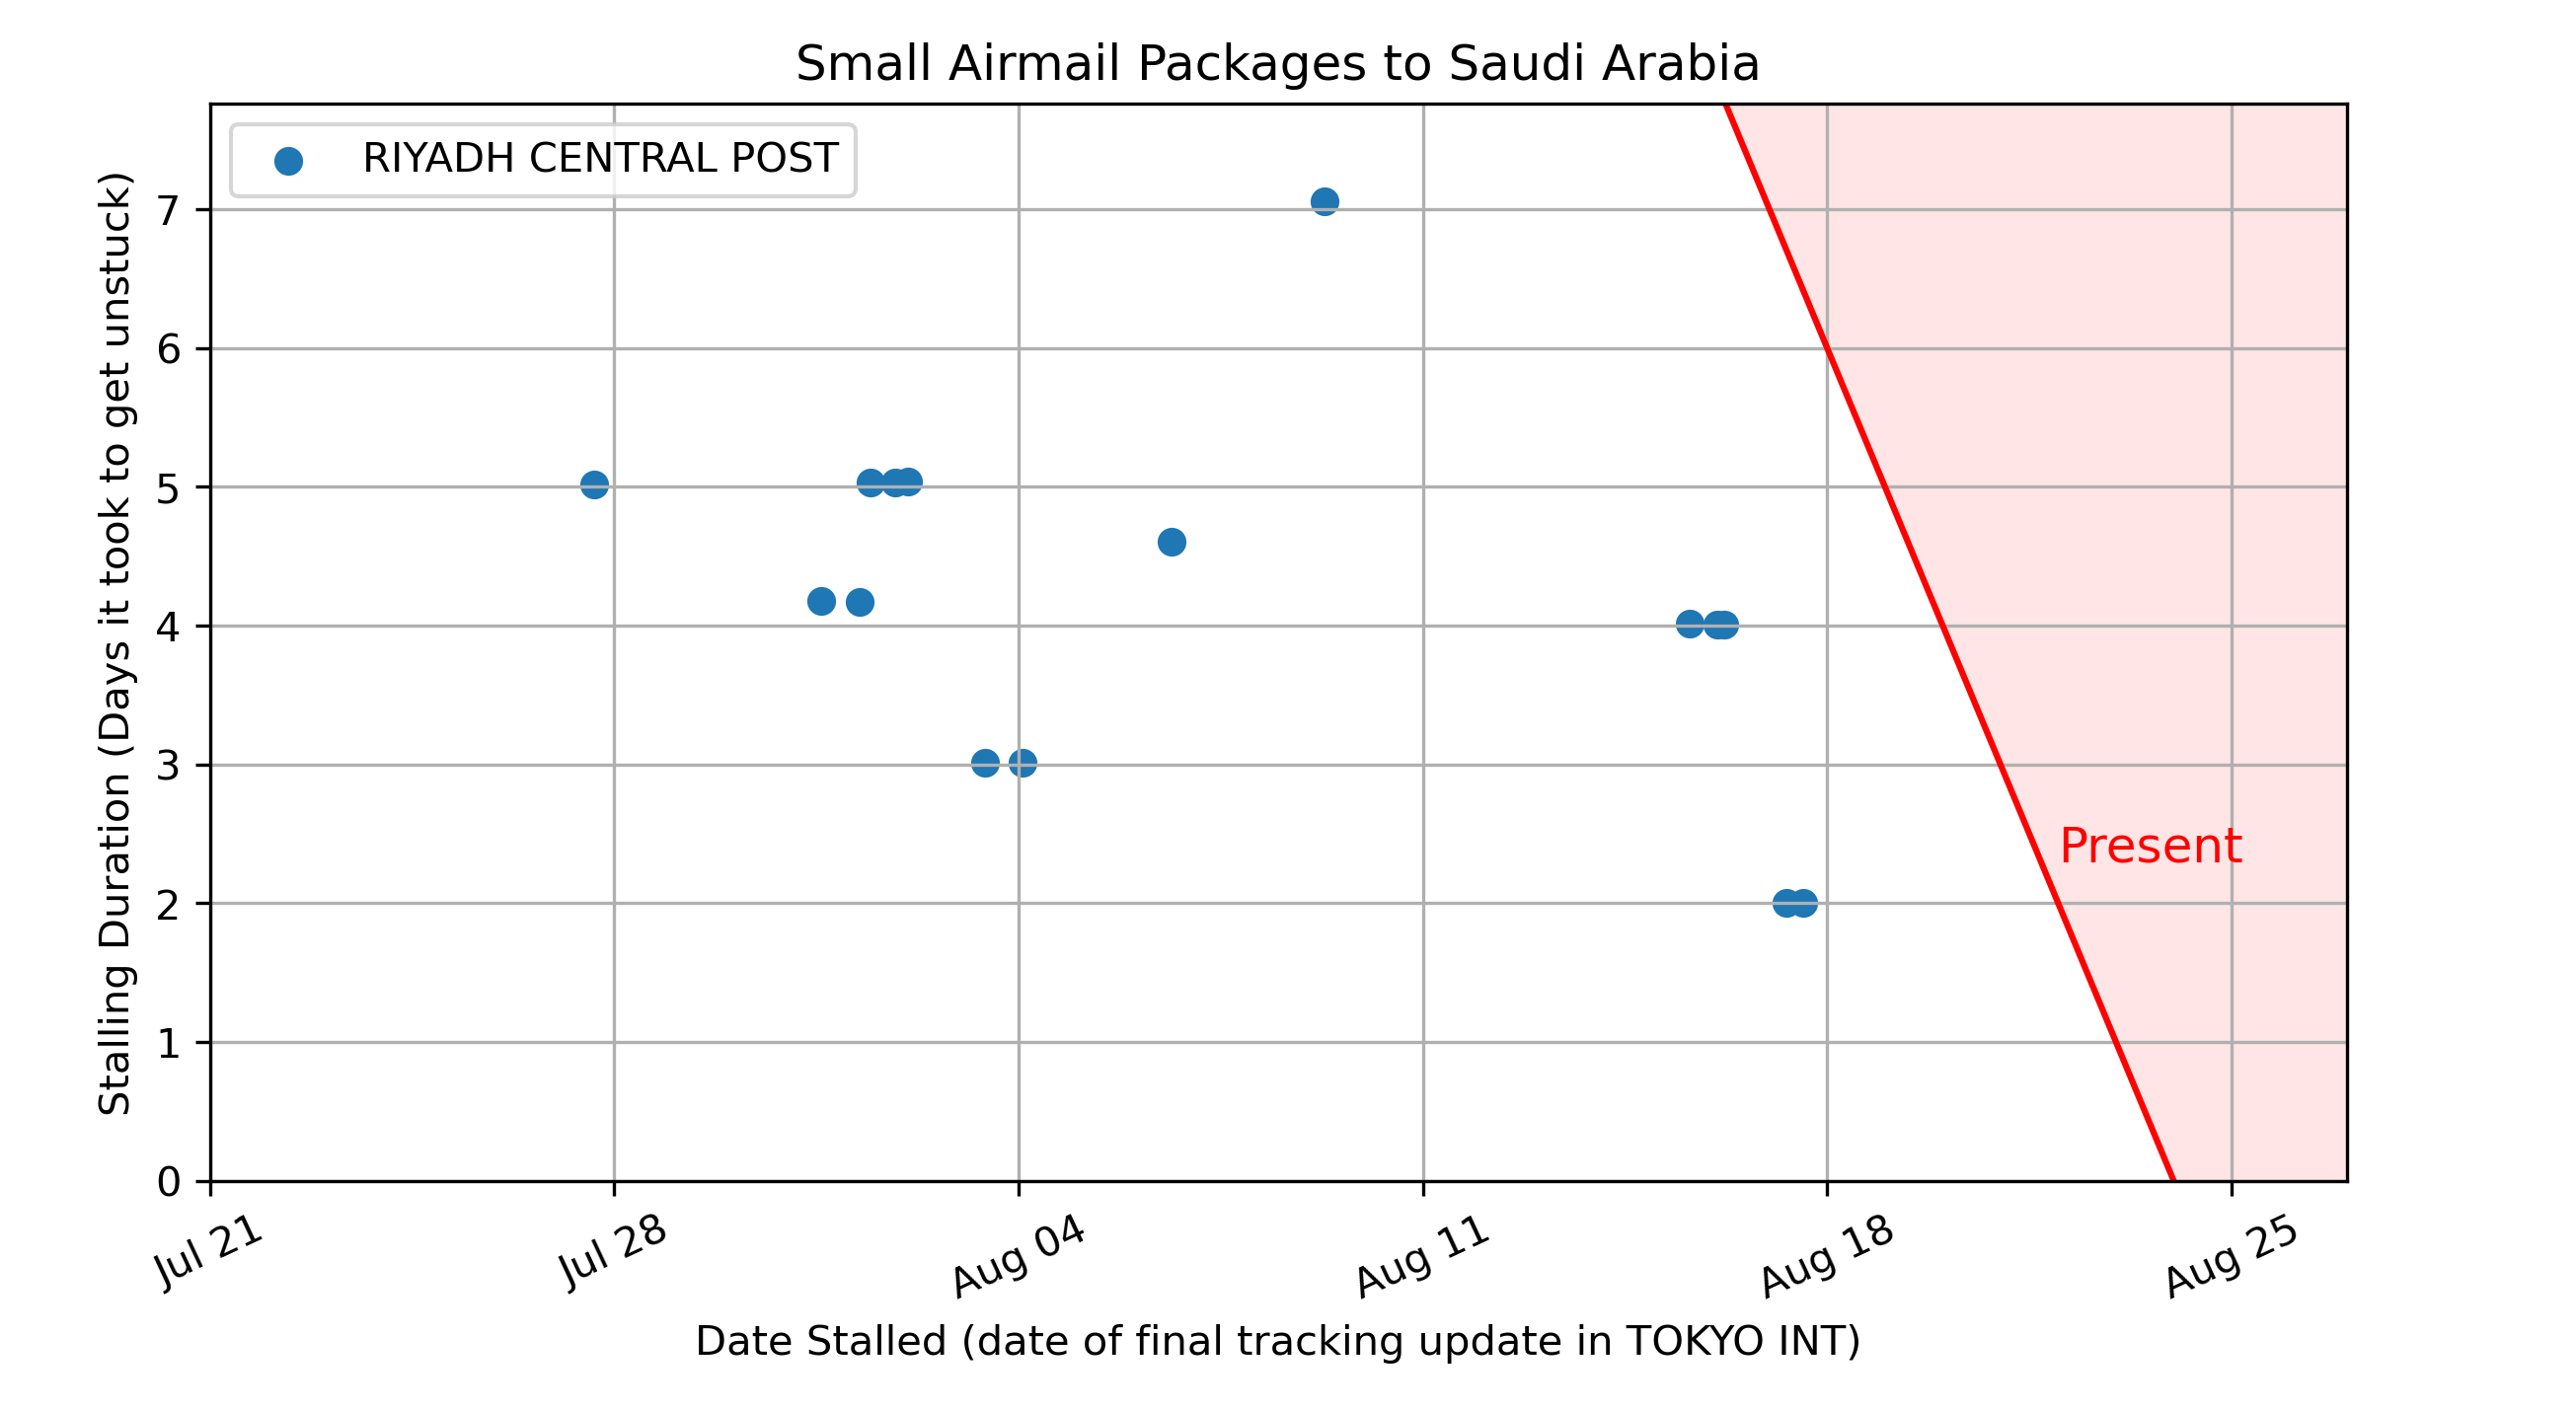 Small Airmail Packages to Saudi Arabia
RIYADH CENTRAL POST
Stalling Duration (Days it took to get unstuck)
7
6
5
4
3
2
1
0
Present
Jul 21
Jul 28
Aug 04
Aug 11
Aug 18
Aug 25
Date Stalled (date of final tracking update in TOKYO INT)